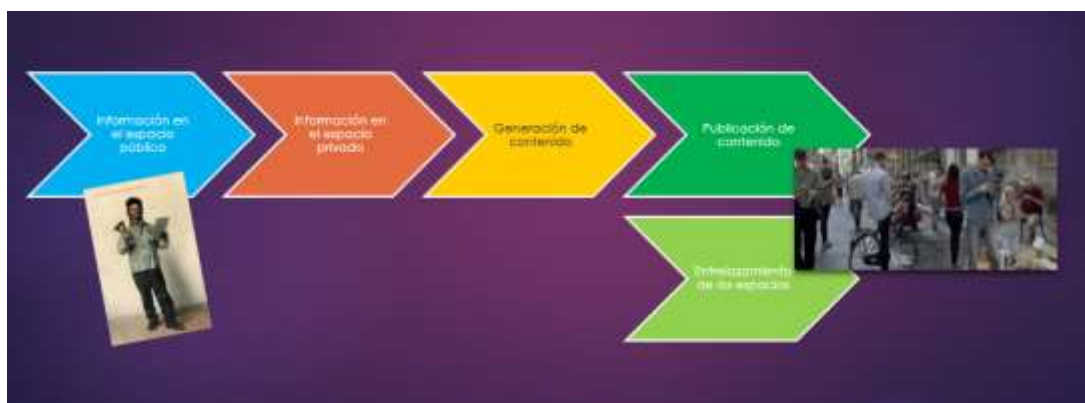 Información en
el espacio
público
Información en
el espacio
privado
Generación de
contenido
Publicación de
contenido
Entrelazamiento
de los espacios